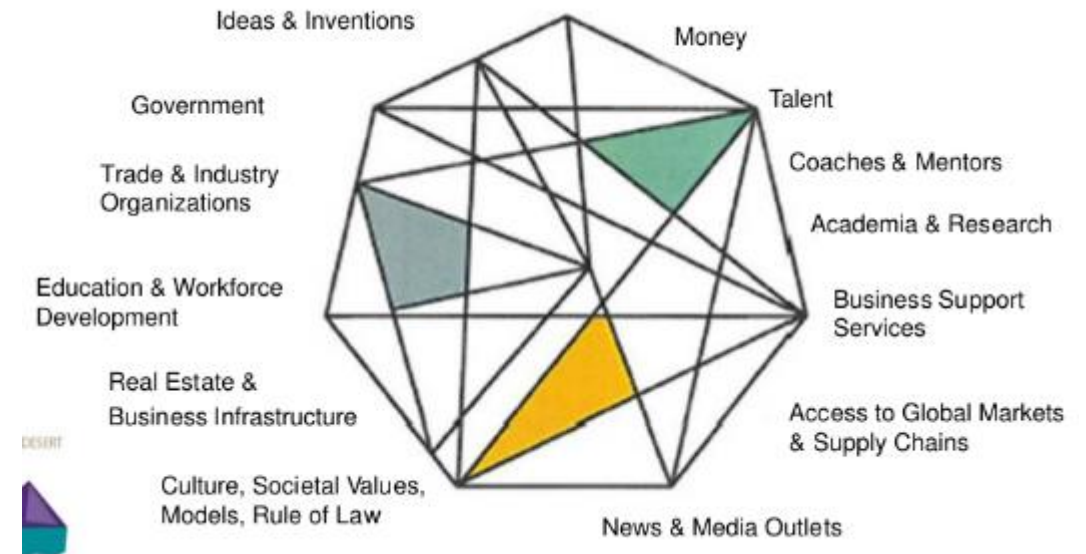 Ideas & Inventions
Money
Government
Talent
Trade & Industry
Organizations
Coaches & Mentors
Academia & Research
Education & Workforce
Development
Business Support
Services
Real Estate &
Business Infrastructure
Access to Global Markets
& Supply Chains
DESERT
Culture, Societal Values,
Models, Rule of Law
News & Media Outlets